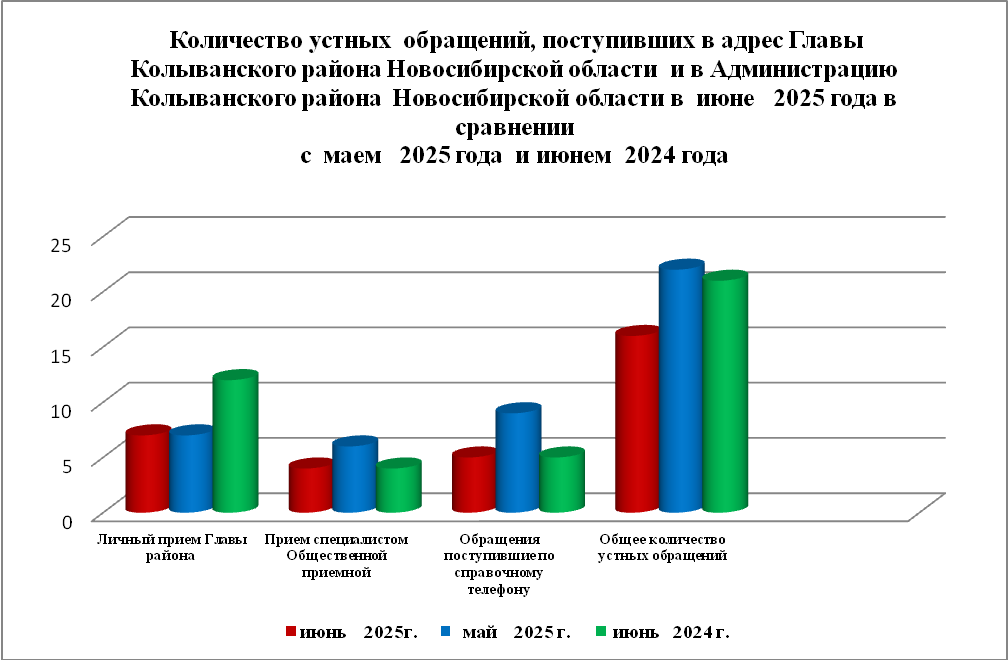 Количество устных обращений, поступивших в адрес Главы
Колыванского района Новосибирской области и в Администрацию
Колыванского района Новосибирской области в июне 2025 года в
сравнении
с маем 2025 года и июнем 2024 года
25
20
15
10
5
0
Личный прием Главы
района
Прием специалистом
Общественной
приемной
Обращения
поступившие по
справочному
телефону
Общее количество
устных обращений
июнь 2025г.
май 2025 г.
июнь 2024 г.